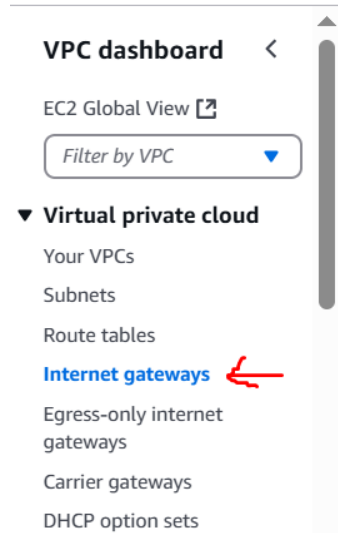 VPC dashboard
EC2 Global View
Filter by VPC
Virtual private cloud
Your VPCs
Subnets
Route tables
Internet gateways
Egress-only internet
gateways
Carrier gateways
DHCP option sets